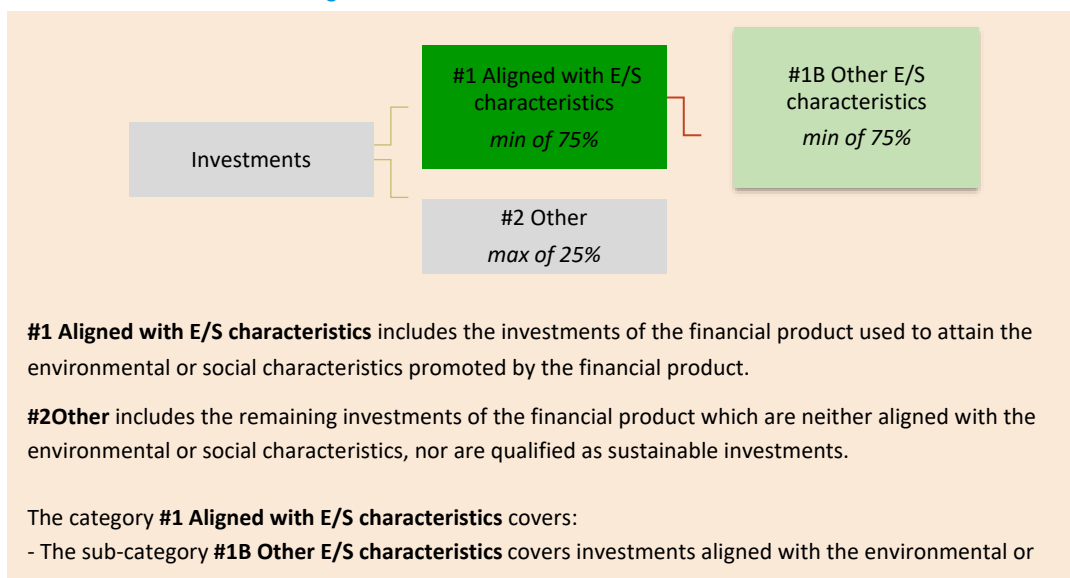 #1 Aligned with E/S
characteristics
min of 75%
#1B Other E/S
characteristics
min of 75%
Investments
#2 Other
max of 25%
#1 Aligned with E/S characteristics includes the investments of the financial product used to attain the
environmental or social characteristics promoted by the financial product.
#2Other includes the remaining investments of the financial product which are neither aligned with the
environmental or social characteristics, nor are qualified as sustainable investments.
The category #1 Aligned with E/S characteristics covers:
- The sub-category #1B Other E/S characteristics covers investments aligned with the environmental or